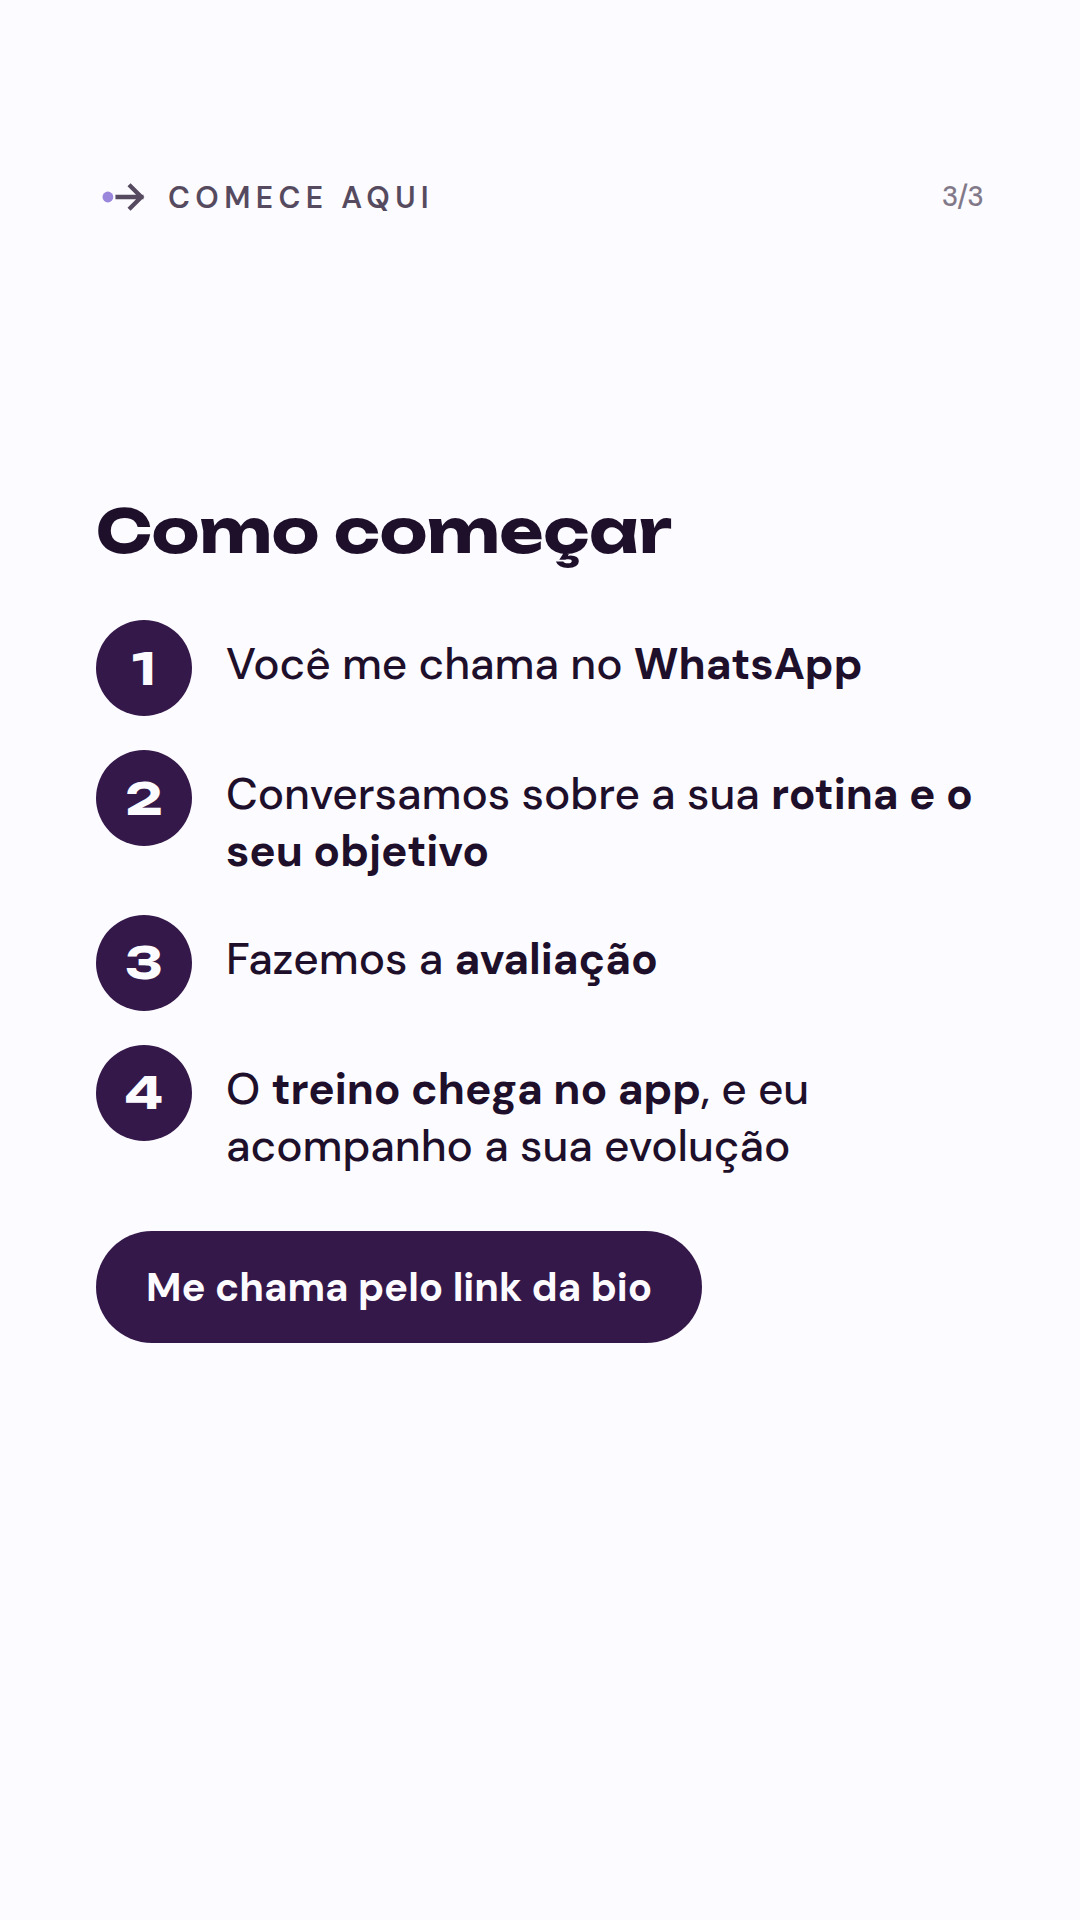 COMECE AQUI
3/3
Como começar
1 Você me chama no WhatsApp
2 Conversamos sobre a sua rotina e o
seu objetivo
3 Fazemos a avaliação
4 O treino chega no app, e eu
acompanho a sua evolução
Me chama pelo link da bio